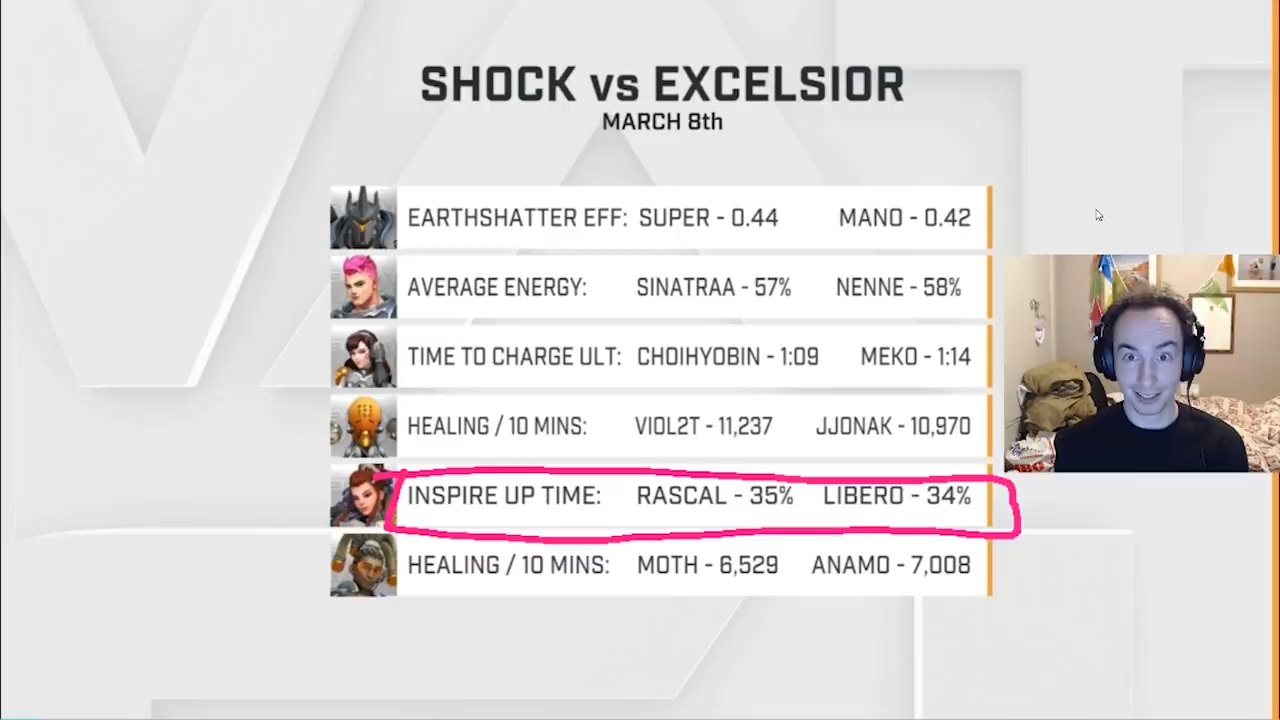 SHOCK vs EXCELSIOR
MARCH 8th
EARTHSHATTER EFF: SUPER - 0.44 MANO - 0.42
AVERAGE ENERGY: SINATRAA - 57% NENNE - 58%
TIME TO CHARGE ULT: CHOIHYOBIN - 1:09 MEKO - 1:14
HEALING / 10 MINS: VIOL2T - 11,237 JJONAK - 10,970
INSPIRE UP TIME: RASCAL - 35% LIBERO - 34%
HEALING / 10 MINS: MOTH - 6,529 ANAMO - 7,008